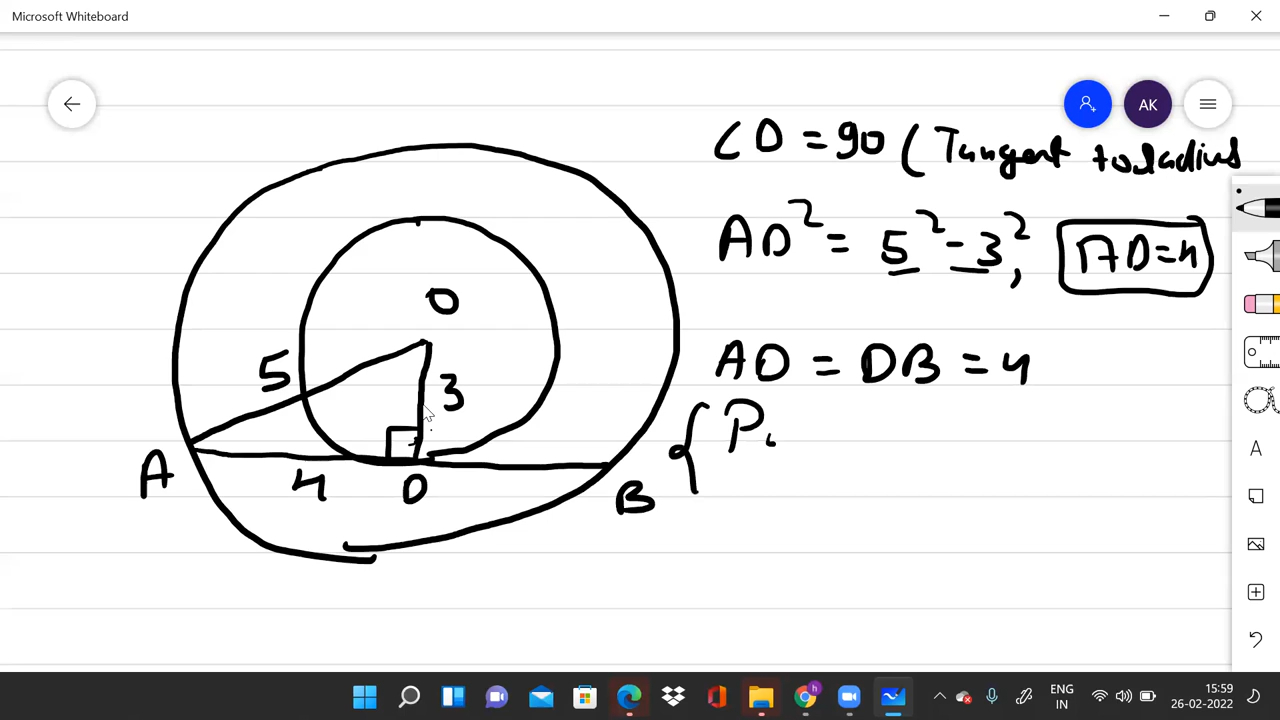 Microsoft Whiteboard
AK
∠D = 90 ( Tangent to radius
AD² = 5² - 3², AD=4
AD = DB = 4
{ P
O
5
3
A
4
D
B
ENG
IN
15:59
26-02-2022